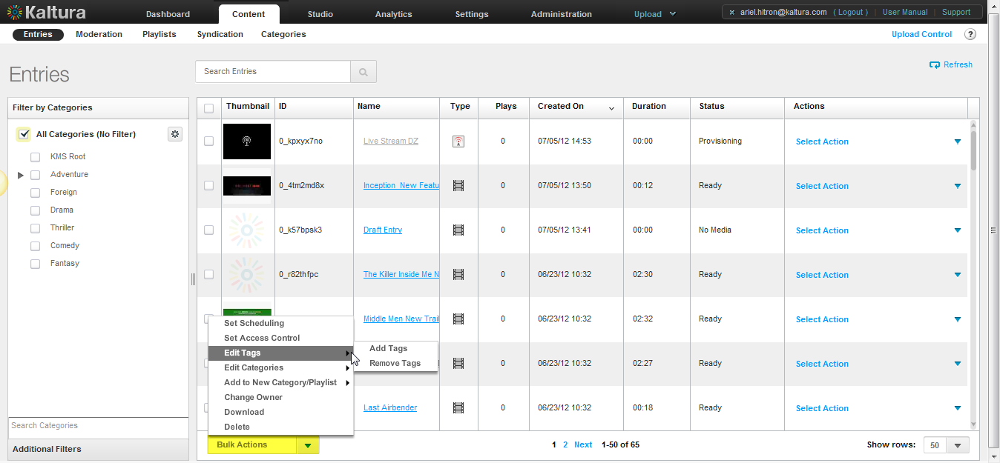 Kaltura Dashboard Content Studio Analytics Settings Administration Upload × ariel.hitron@kaltura.com ( Logout ) | User Manual | Support
Entries Moderation Playlists Syndication Categories Upload Control ?
Entries Search Entries Refresh
Filter by Categories
All Categories (No Filter)
KMS Root
Adventure
Foreign
Drama
Thriller
Comedy
Fantasy
Search Categories
Additional Filters
Thumbnail ID Name Type Plays Created On Duration Status Actions
0_kpxyx7no Live Stream DZ 0 07/05/12 14:53 00:00 Provisioning Select Action
0_4tm2md8x Inception New Featu 0 07/05/12 13:50 00:12 Ready Select Action
0_k57bpsk3 Draft Entry 0 07/05/12 13:41 00:00 No Media Select Action
0_r82thfpc The Killer Inside Me N 0 06/23/12 10:32 02:30 Ready Select Action
Middle Men New Trail 0 06/23/12 10:32 02:32 Ready Select Action
0 06/23/12 10:32 02:27 Ready Select Action
Last Airbender 0 06/23/12 10:32 00:18 Ready Select Action
Set Scheduling
Set Access Control
Edit Tags
Edit Categories
Add to New Category/Playlist
Change Owner
Download
Delete
Add Tags
Remove Tags
Bulk Actions 1 2 Next 1-50 of 65 Show rows: 50